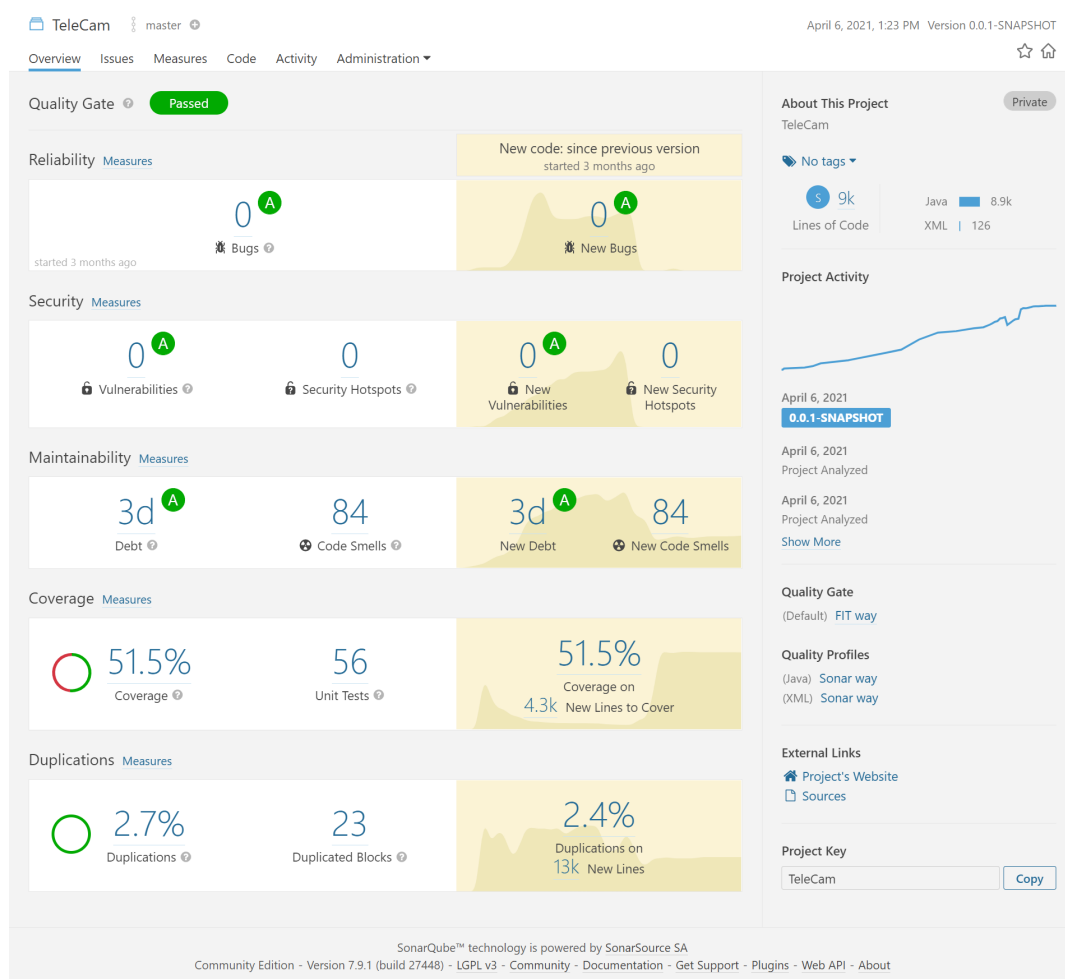 TeleCam master April 6, 2021, 1:23 PM Version 0.0.1-SNAPSHOT
Overview Issues Measures Code Activity Administration
Quality Gate Passed
Reliability Measures
New code: since previous version
started 3 months ago
0 A
Bugs
started 3 months ago
0 A
New Bugs
Security Measures
0 A
Vulnerabilities
0
Security Hotspots
0 A
New
Vulnerabilities
0
New Security
Hotspots
Maintainability Measures
3d A
Debt
84
Code Smells
3d A
New Debt
84
New Code Smells
Coverage Measures
51.5%
Coverage
56
Unit Tests
51.5%
Coverage on
4.3k New Lines to Cover
Duplications Measures
2.7%
Duplications
23
Duplicated Blocks
2.4%
Duplications on
13k New Lines
About This Project Private
TeleCam
No tags
S 9k
Lines of Code
Java 8.9k
XML 126
Project Activity
April 6, 2021
0.0.1-SNAPSHOT
April 6, 2021
Project Analyzed
April 6, 2021
Project Analyzed
Show More
Quality Gate
(Default) FIT way
Quality Profiles
(Java) Sonar way
(XML) Sonar way
External Links
Project's Website
Sources
Project Key
TeleCam Copy
SonarQube™ technology is powered by SonarSource SA
Community Edition - Version 7.9.1 (build 27448) - LGPL v3 - Community - Documentation - Get Support - Plugins - Web API - About